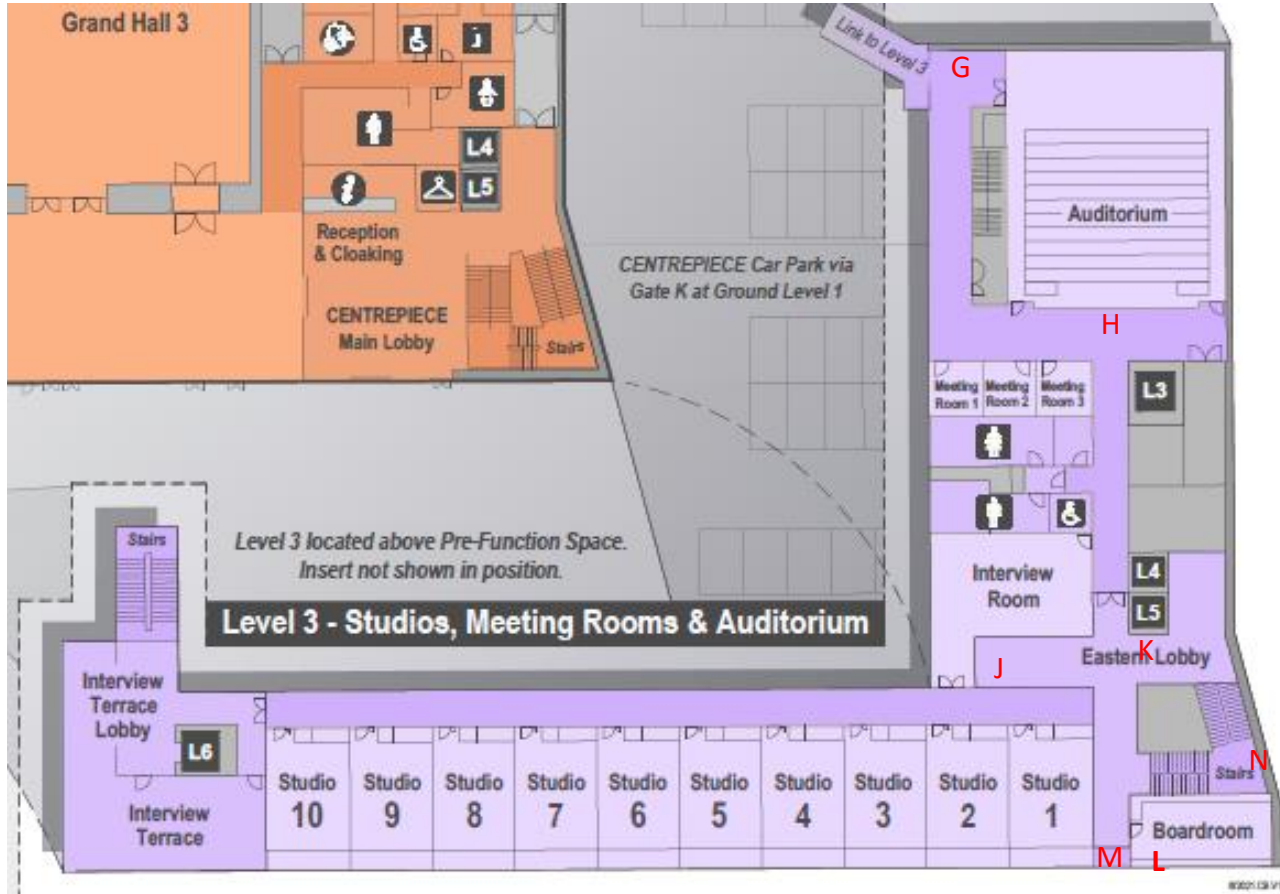 Grand Hall 3
i
L4
L5
Reception
& Cloaking
CENTREPIECE
Main Lobby
Stairs
CENTREPIECE Car Park via
Gate K at Ground Level 1
Link to Level 3
G
Auditorium
H
Meeting
Room 1
Meeting
Room 2
Meeting
Room 3
L3
Interview
Room
L4
L5
K
Eastern Lobby
J
Stairs
Level 3 located above Pre-Function Space.
Insert not shown in position.
Level 3 - Studios, Meeting Rooms & Auditorium
Interview
Terrace
Lobby
L6
Interview
Terrace
Studio
10
Studio
9
Studio
8
Studio
7
Studio
6
Studio
5
Studio
4
Studio
3
Studio
2
Studio
1
N
Stairs
Boardroom
M
L